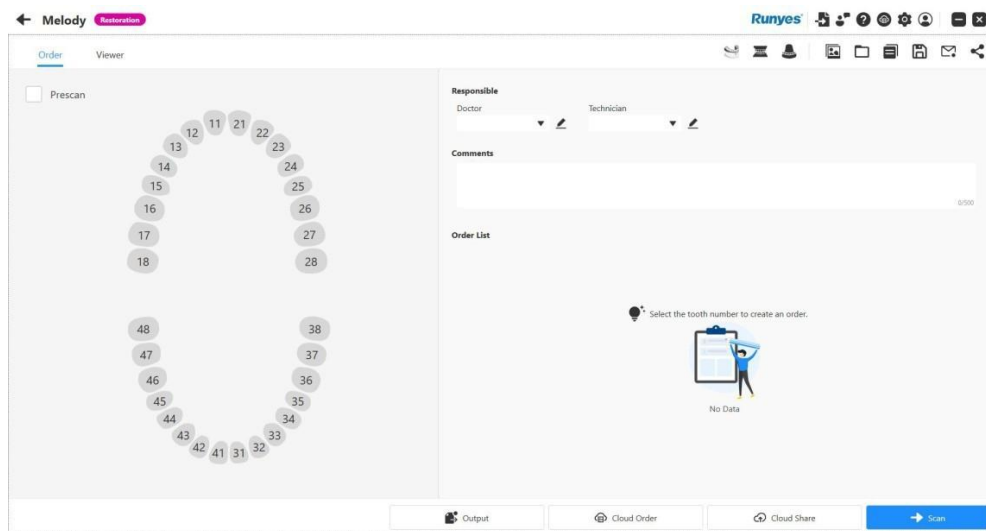 Melody Restoration Runyes
Order Viewer
Prescan
11 21
12 22
13 23
14 24
15 25
16 26
17 27
18 28
48 38
47 37
46 36
45 35
44 34
43 33
42 41 31 32
Responsible
Doctor Technician
Comments
0/500
Order List
Select the tooth number to create an order.
No Data
Output Cloud Order Cloud Share Scan